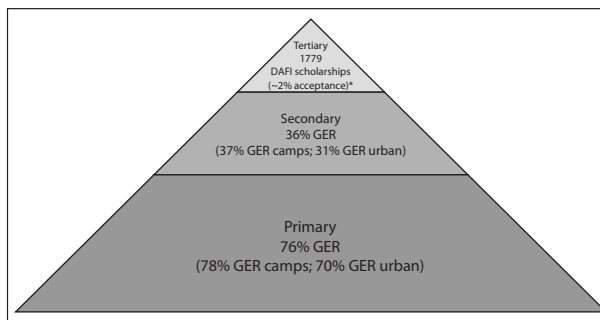 Tertiary
1779
DAFI scholarships
(~2% acceptance)*
Secondary
36% GER
(37% GER camps; 31% GER urban)
Primary
76% GER
(78% GER camps; 70% GER urban)